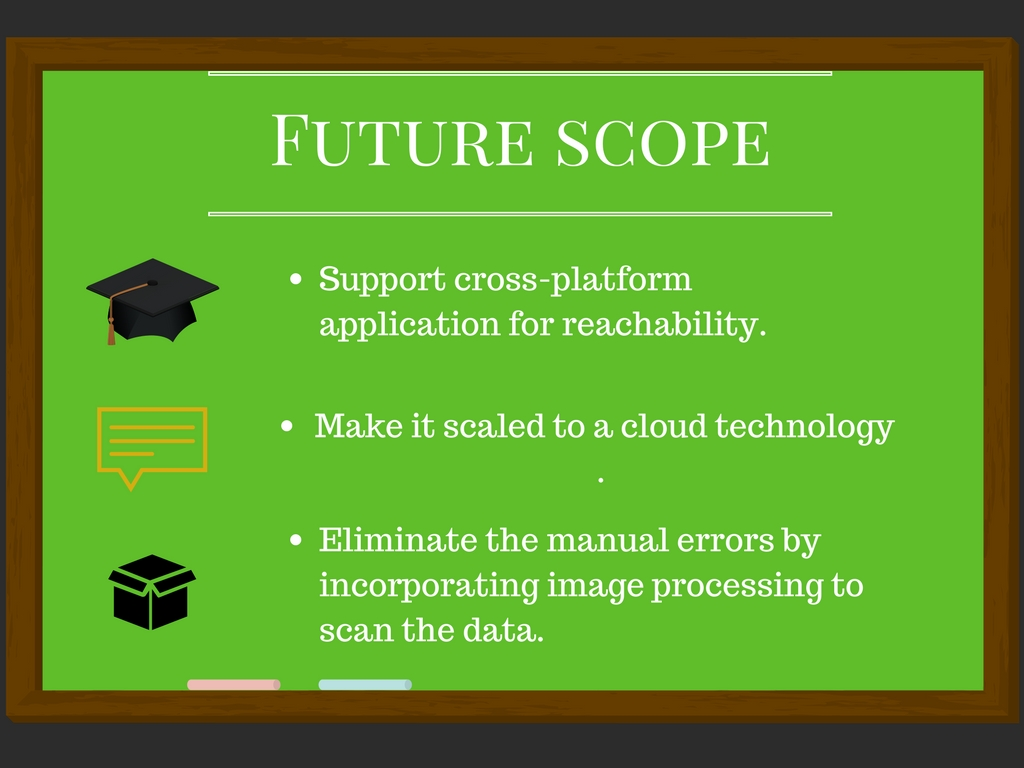 Future scope
• Support cross-platform
application for reachability.
• Make it scaled to a cloud technology
.
• Eliminate the manual errors by
incorporating image processing to
scan the data.